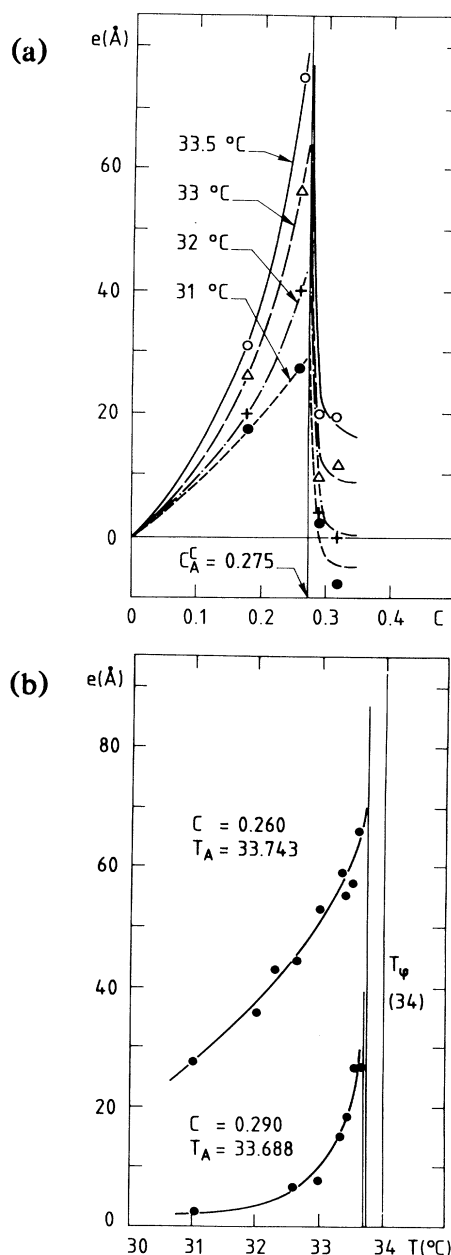 (a)
e(Å)
60
40
20
0
33.5 °C
33 °C
32 °C
31 °C
C_A^C = 0.275
0
0.1
0.2
0.3
0.4
C
(b)
e(Å)
80
60
40
20
0
C = 0.260
T_A = 33.743
T_φ
(34)
C = 0.290
T_A = 33.688
30
31
32
33
34
T(°C)